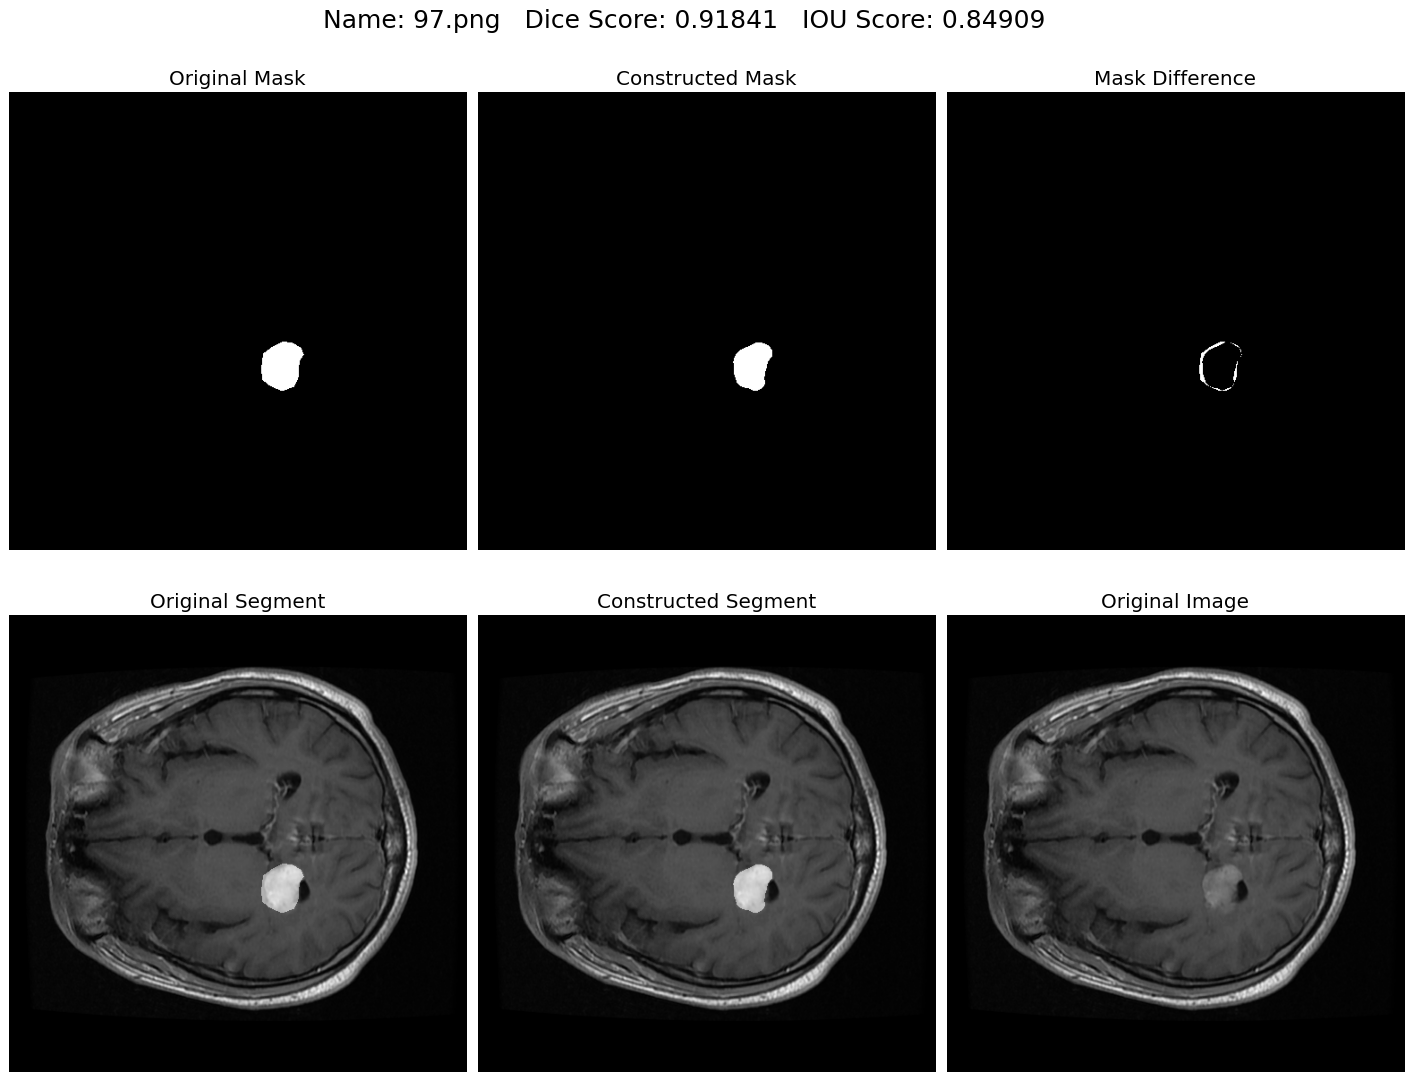 Name: 97.png   Dice Score: 0.91841   IOU Score: 0.84909
Original Mask
Constructed Mask
Mask Difference
Original Segment
Constructed Segment
Original Image